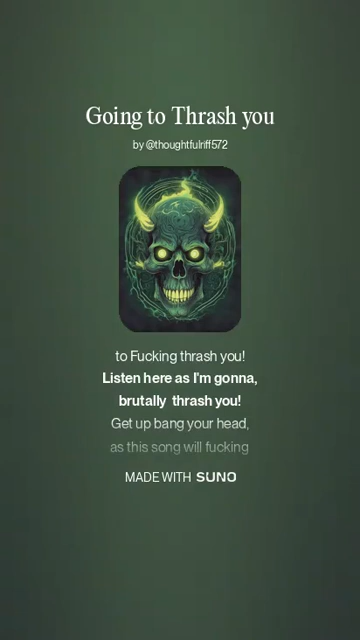 Going to Thrash you
by @thoughtfulriff572
to Fucking thrash you!
Listen here as I'm gonna,
brutally thrash you!
Get up bang your head,
as this song will fucking
MADE WITH SUNO